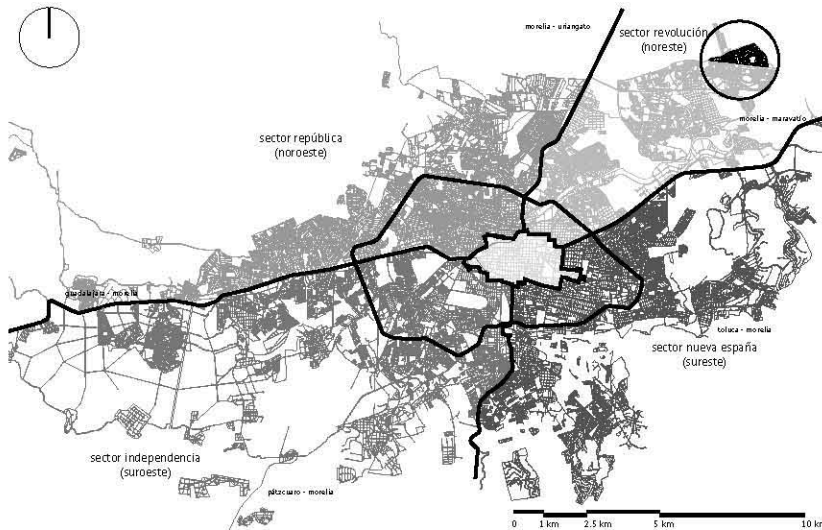 morelia - uriangato
sector revolución
(noreste)
morelia - maravatío
sector república
(noroeste)
guadalajara - morelia
toluca - morelia
sector nueva españa
(sureste)
sector independencia
(suroeste)
pátzcuaro - morelia
0 1 km 2.5 km 5 km 10 km